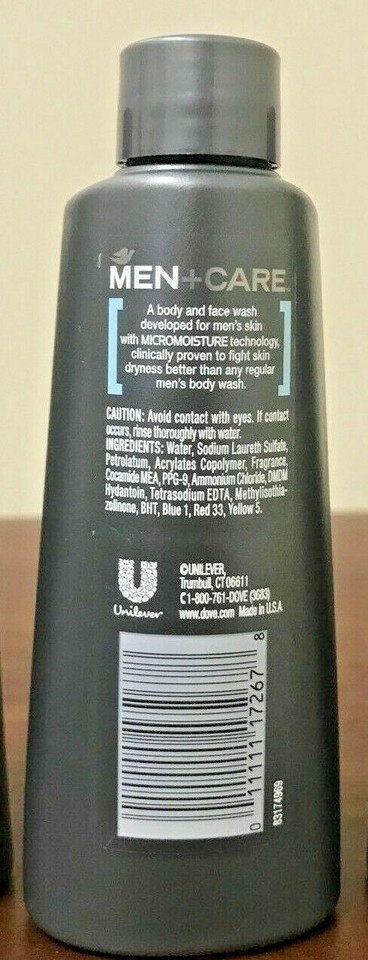 MEN+CARE™
A body and face wash
developed for men's skin
with MICROMOISTURE technology,
clinically proven to fight skin
dryness better than any regular
men's body wash.
CAUTION: Avoid contact with eyes. If contact
occurs, rinse thoroughly with water.
INGREDIENTS: Water, Sodium Laureth Sulfate,
Petrolatum, Acrylates Copolymer, Fragrance,
Cocamide MEA, PPG-9, Ammonium Chloride, DMDM
Hydantoin, Tetrasodium EDTA, Methylisothia-
zolinone, BHT, Blue 1, Red 33, Yellow 5.
©UNILEVER,
Trumbull, CT 06611
1-800-761-DOVE (3683)
www.dove.com Made in U.S.A.
Unilever
0 11111 17267 8
83174969